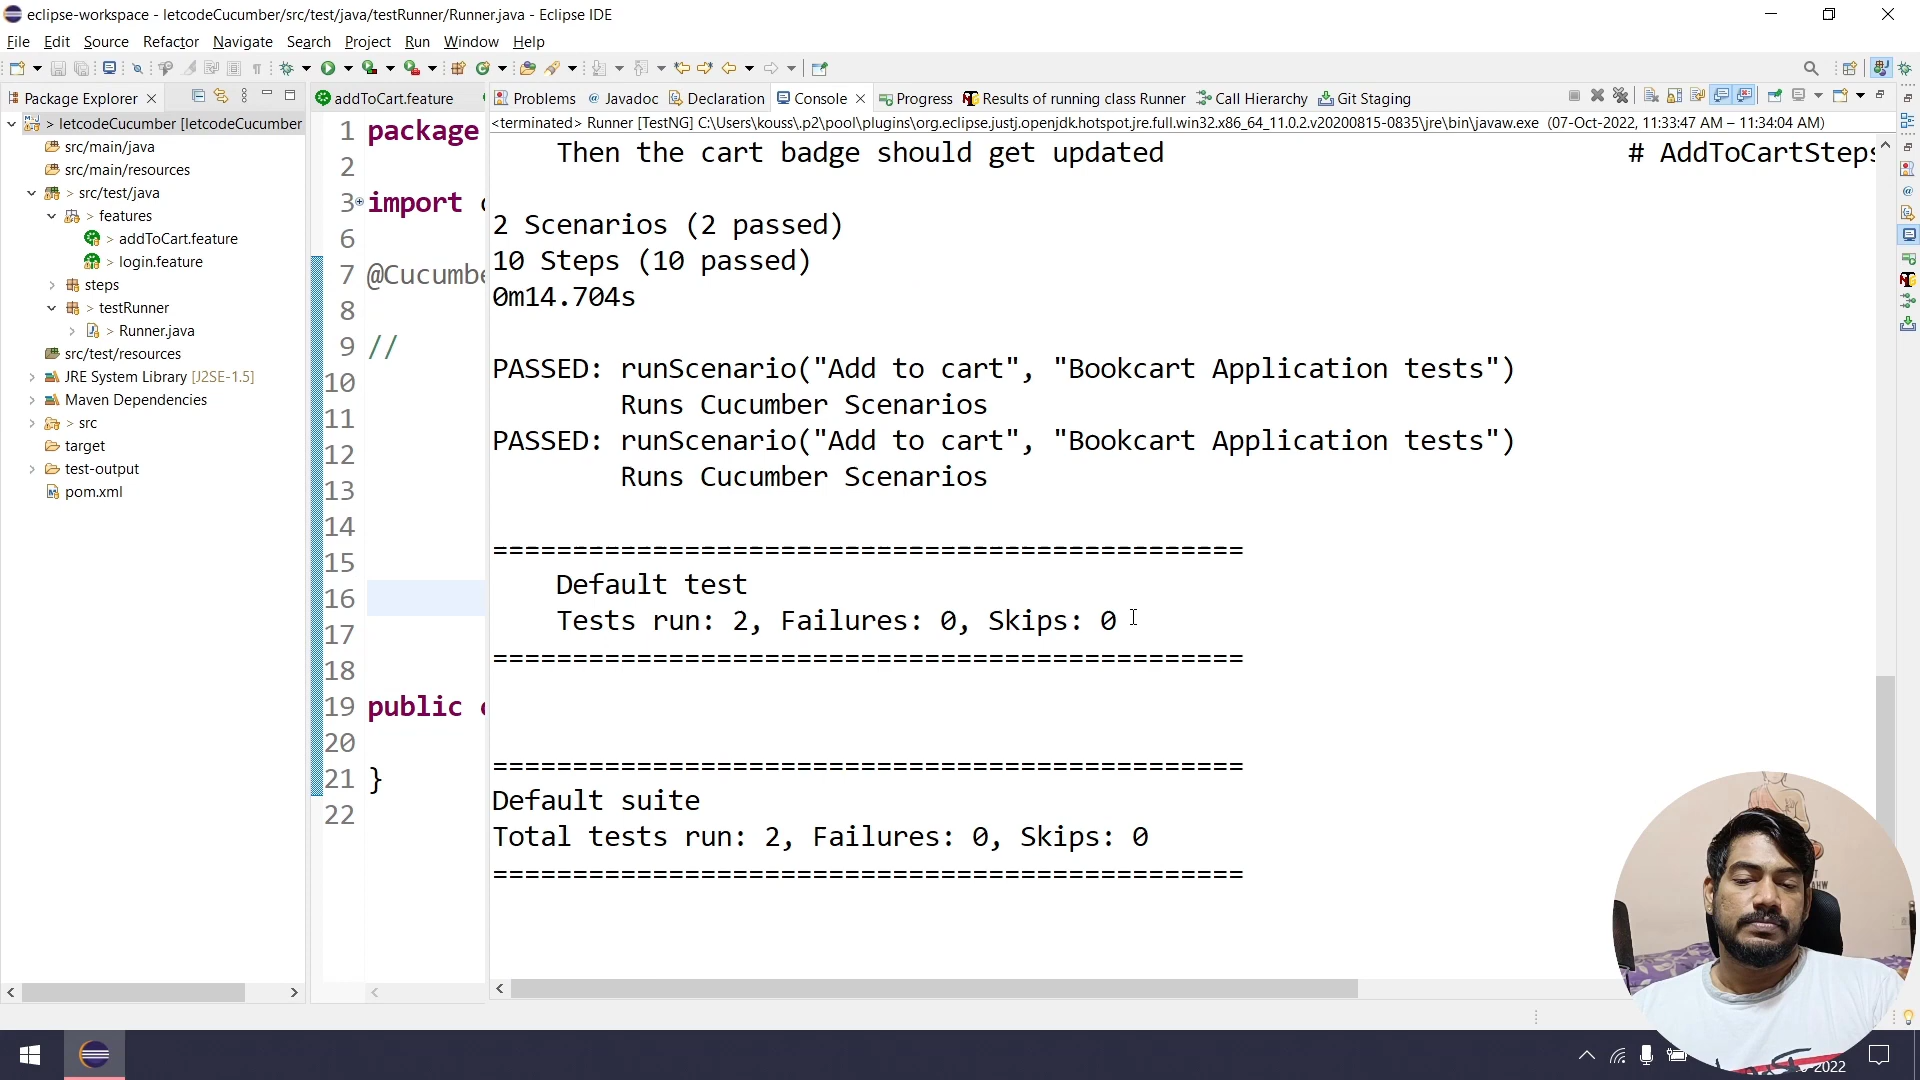 eclipse-workspace - letcodeCucumber/src/test/java/testRunner/Runner.java - Eclipse IDE
File Edit Source Refactor Navigate Search Project Run Window Help
Package Explorer
> letcodeCucumber [letcodeCucumber
src/main/java
src/main/resources
> src/test/java
> features
> addToCart.feature
> login.feature
steps
> testRunner
> Runner.java
src/test/resources
JRE System Library [J2SE-1.5]
Maven Dependencies
> src
target
test-output
pom.xml
addToCart.feature
1 package
2
3 import
6
7 @Cucumbe
8
9 //
10
11
12
13
14
15
16
17
18
19 public
20
21 }
22
Problems Javadoc Declaration Console Progress Results of running class Runner Call Hierarchy Git Staging
<terminated> Runner [TestNG] C:\Users\kouss\.p2\pool\plugins\org.eclipse.justj.openjdk.hotspot.jre.full.win32.x86_64_11.0.2.v20200815-0835\jre\bin\javaw.exe (07-Oct-2022, 11:33:47 AM – 11:34:04 AM)
Then the cart badge should get updated # AddToCartSteps
2 Scenarios (2 passed)
10 Steps (10 passed)
0m14.704s
PASSED: runScenario("Add to cart", "Bookcart Application tests")
Runs Cucumber Scenarios
PASSED: runScenario("Add to cart", "Bookcart Application tests")
Runs Cucumber Scenarios
===============================================
Default test
Tests run: 2, Failures: 0, Skips: 0
===============================================
===============================================
Default suite
Total tests run: 2, Failures: 0, Skips: 0
===============================================